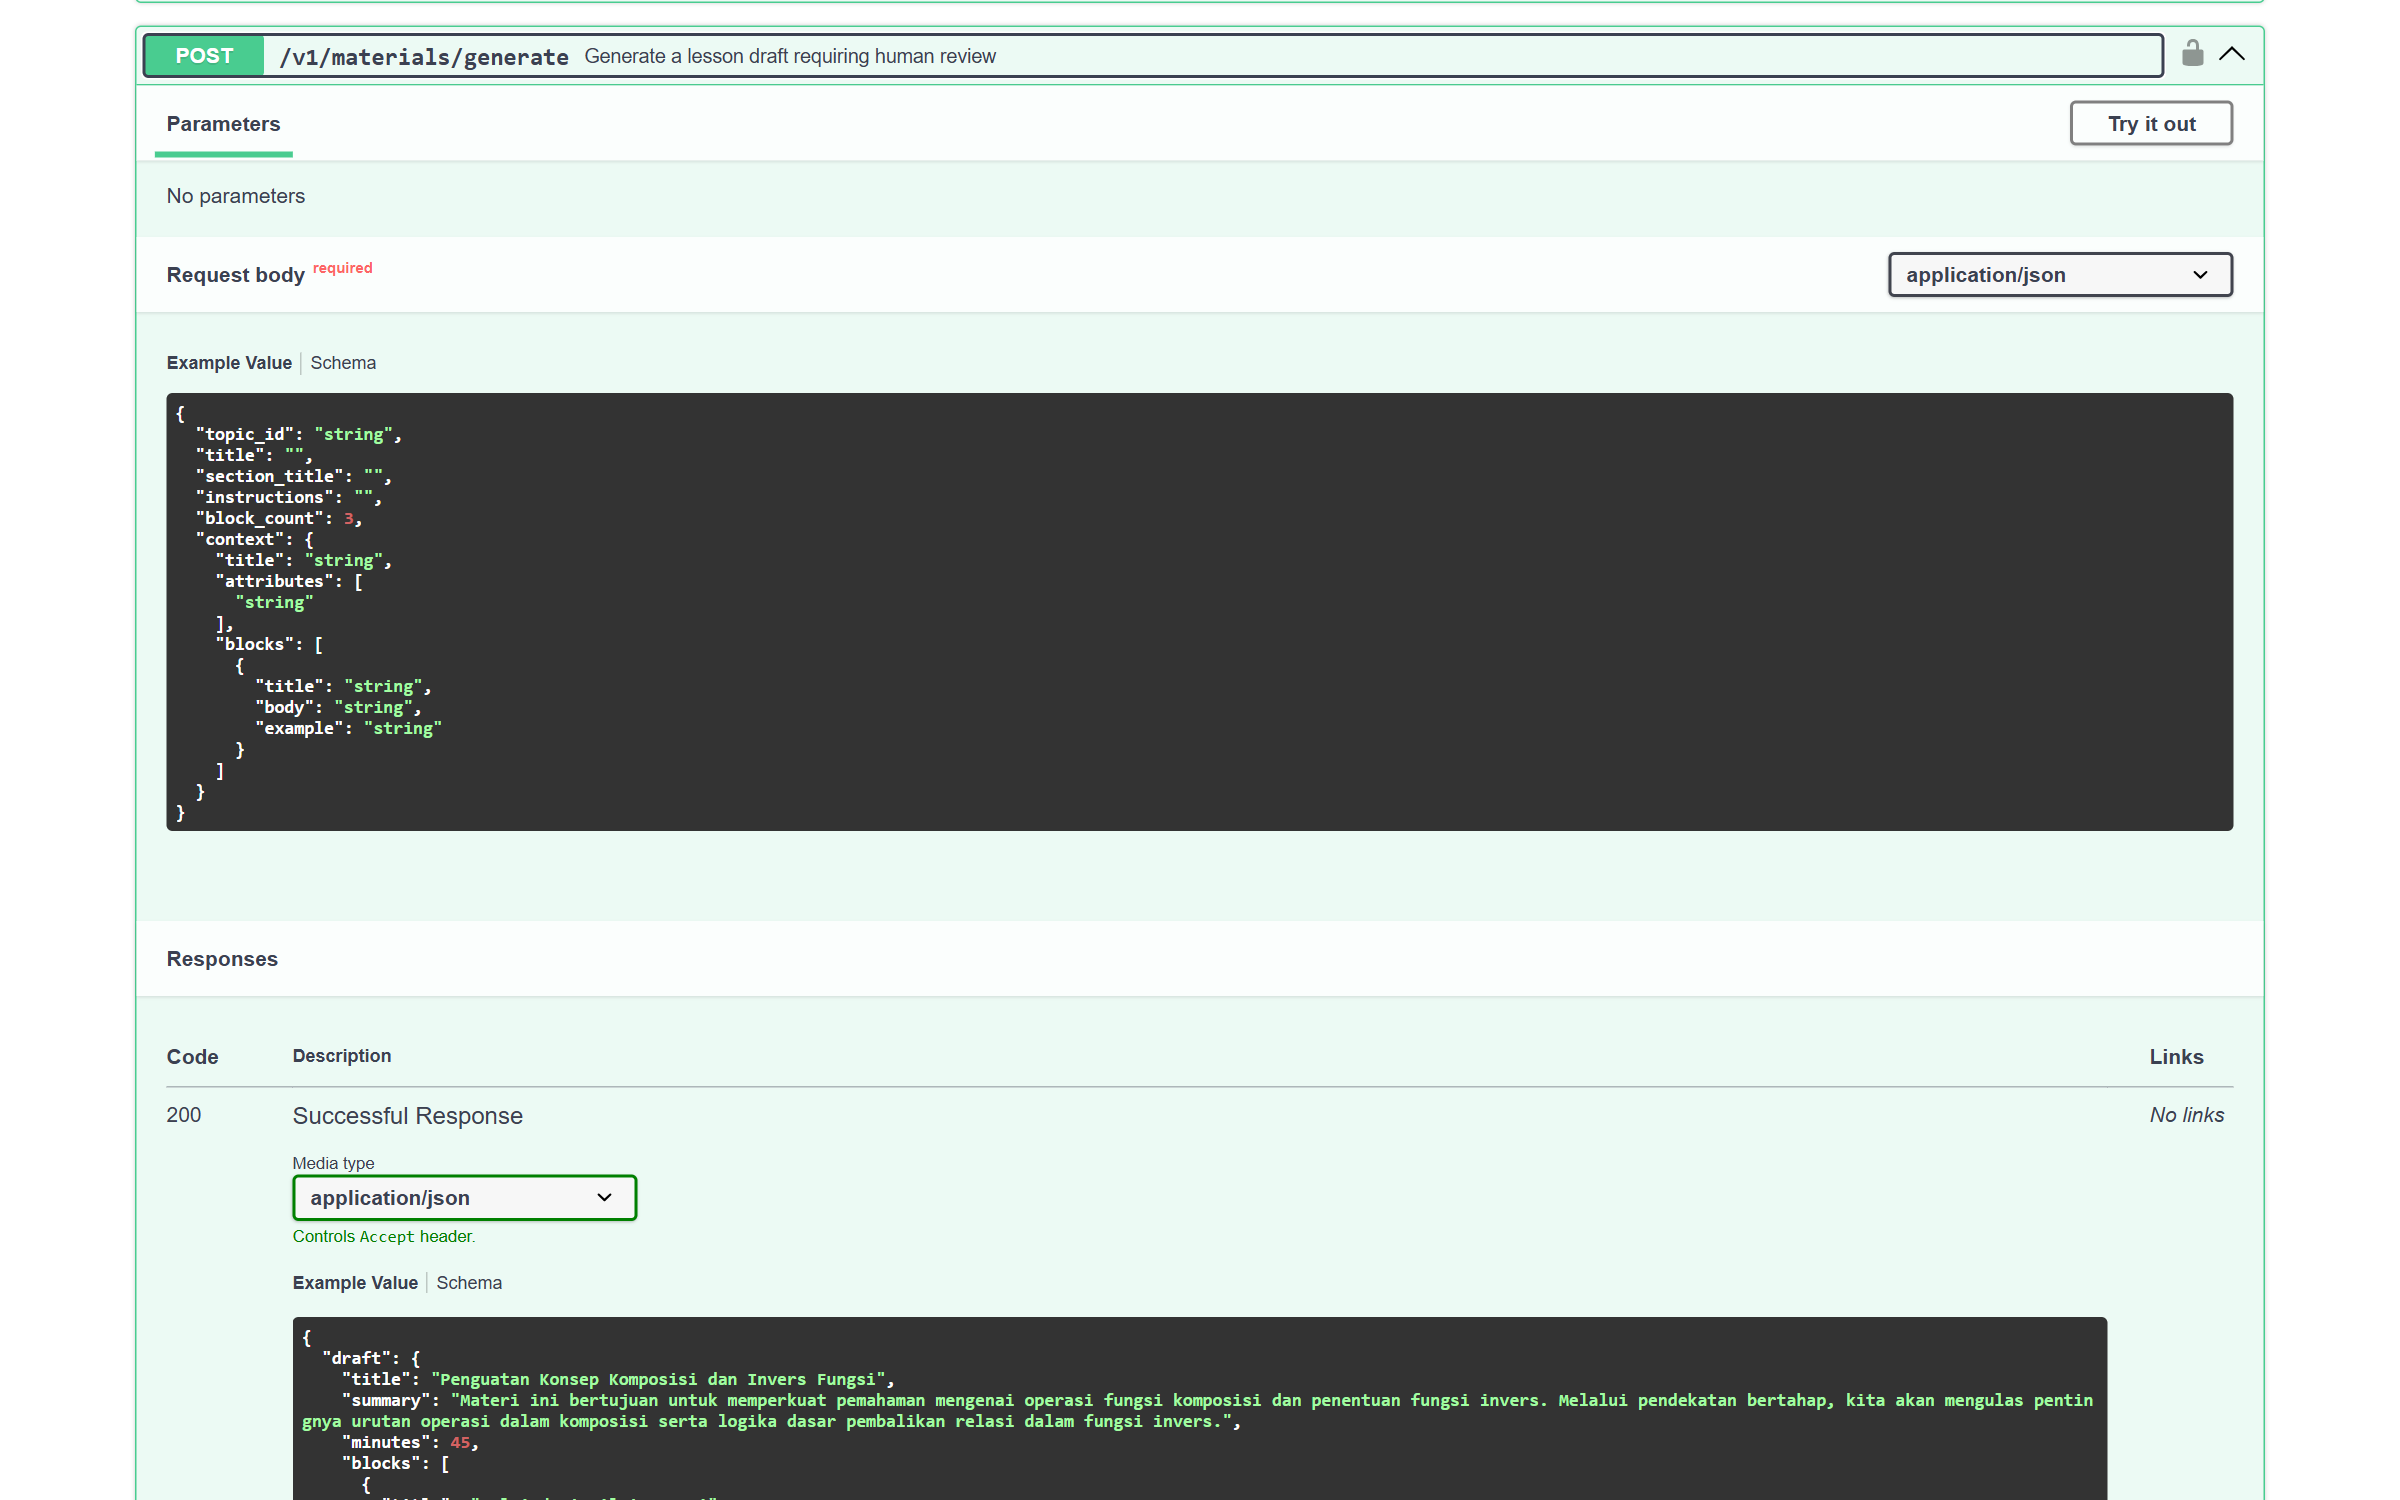 POST /v1/materials/generate Generate a lesson draft requiring human review
Parameters
Try it out
No parameters
Request body required
application/json
Example Value Schema
{
  "topic_id": "string",
  "title": "",
  "section_title": "",
  "instructions": "",
  "block_count": 3,
  "context": {
    "title": "string",
    "attributes": [
      "string"
    ],
    "blocks": [
      {
        "title": "string",
        "body": "string",
        "example": "string"
      }
    ]
  }
}
Responses
Code Description Links
200 Successful Response No links
Media type
application/json
Controls Accept header.
Example Value Schema
{
  "draft": {
    "title": "Penguatan Konsep Komposisi dan Invers Fungsi",
    "summary": "Materi ini bertujuan untuk memperkuat pemahaman mengenai operasi fungsi komposisi dan penentuan fungsi invers. Melalui pendekatan bertahap, kita akan mengulas pentin
gnya urutan operasi dalam komposisi serta logika dasar pembalikan relasi dalam fungsi invers.",
    "minutes": 45,
    "blocks": [
      {